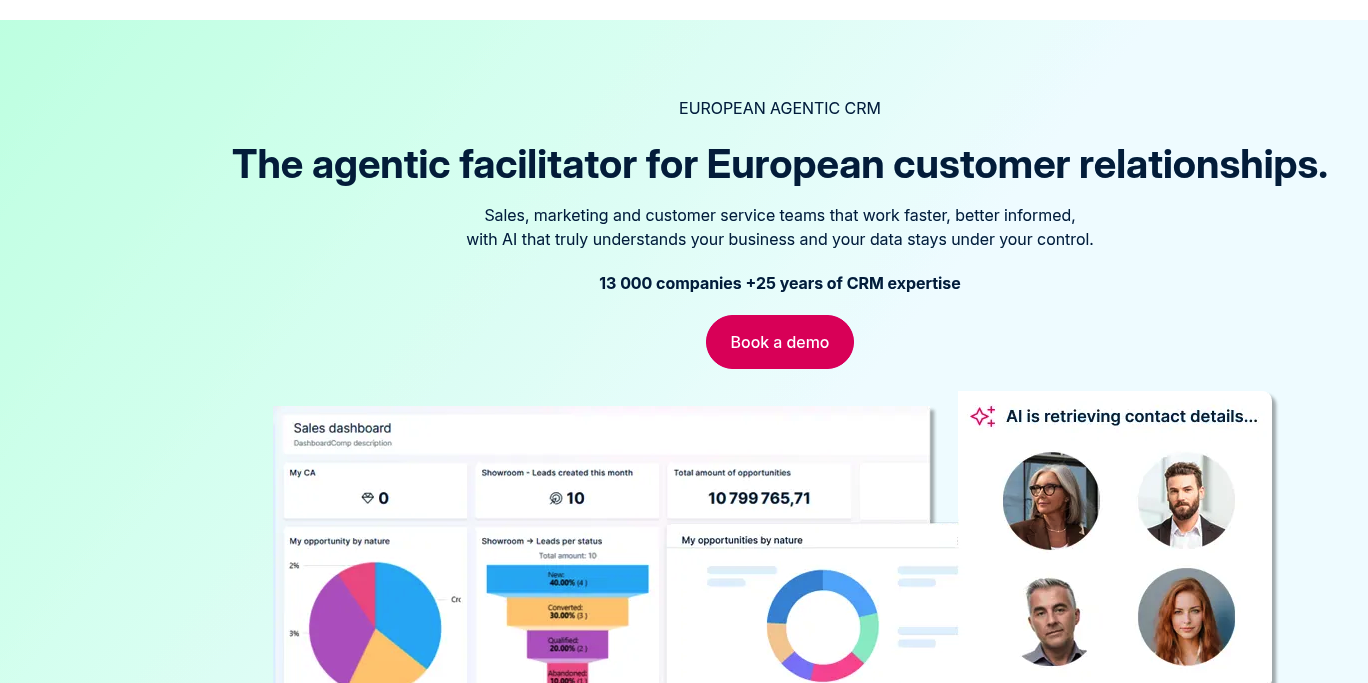 EUROPEAN AGENTIC CRM
The agentic facilitator for European customer relationships.
Sales, marketing and customer service teams that work faster, better informed,
with AI that truly understands your business and your data stays under your control.
13 000 companies +25 years of CRM expertise
Book a demo
AI is retrieving contact details...
Sales dashboard
DashboardComp description
My CA
0
Showroom - Leads created this month
10
Total amount of opportunities
10 799 765,71
My opportunity by nature
2%
3%
Showroom → Leads per status
Total amount: 10
New:
40.00% (4)
Converted:
30.00% (3)
Qualified:
20.00% (2)
Abandoned:
10.00% (1)
My opportunities by nature